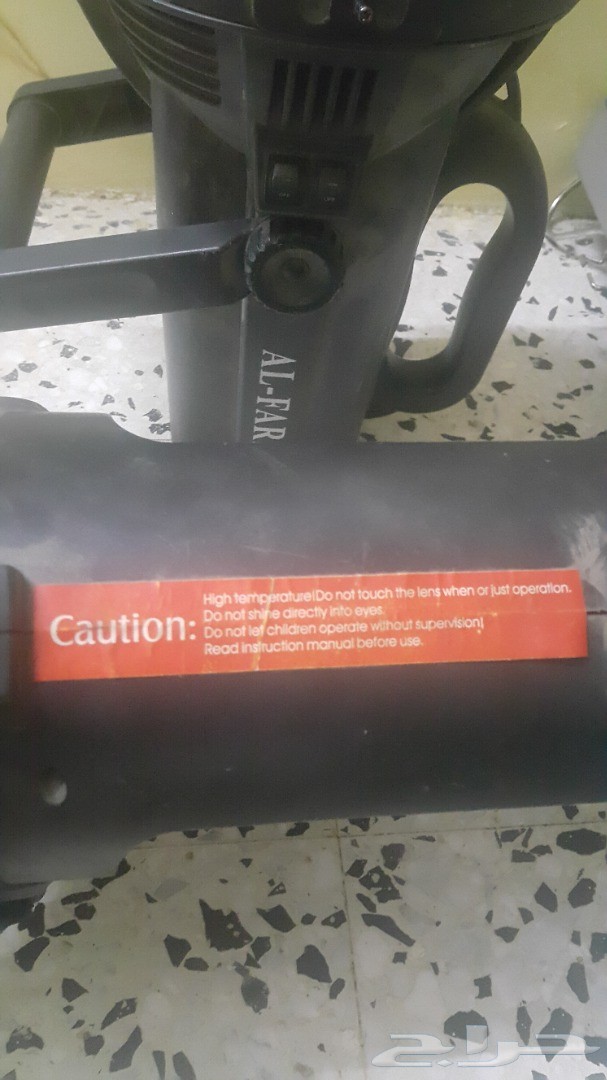 AL-FAR
Caution:
High temperature!Do not touch the lens when or just operation.
Do not shine directly into eyes.
Do not let children operate without supervision!
Read instruction manual before use.
حراج